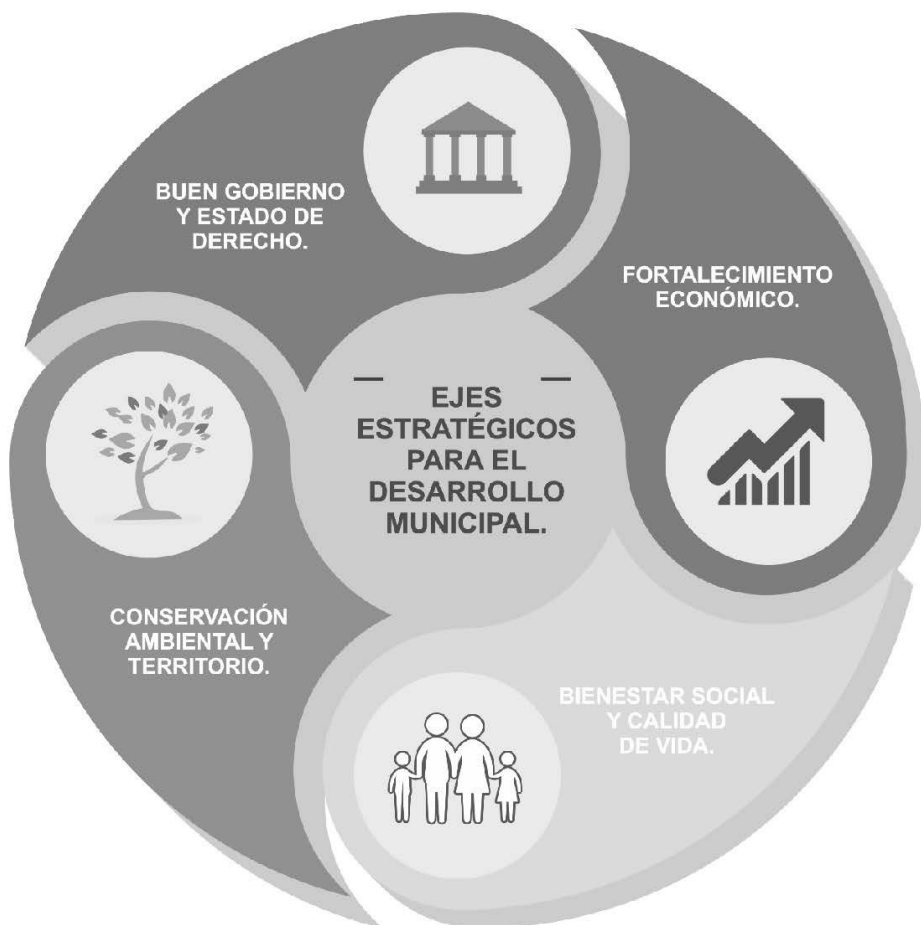 BUEN GOBIERNO
Y ESTADO DE
DERECHO.
FORTALECIMIENTO
ECONÓMICO.
EJES
ESTRATÉGICOS
PARA EL
DESARROLLO
MUNICIPAL.
CONSERVACIÓN
AMBIENTAL Y
TERRITORIO.
BIENESTAR SOCIAL
Y CALIDAD
DE VIDA.